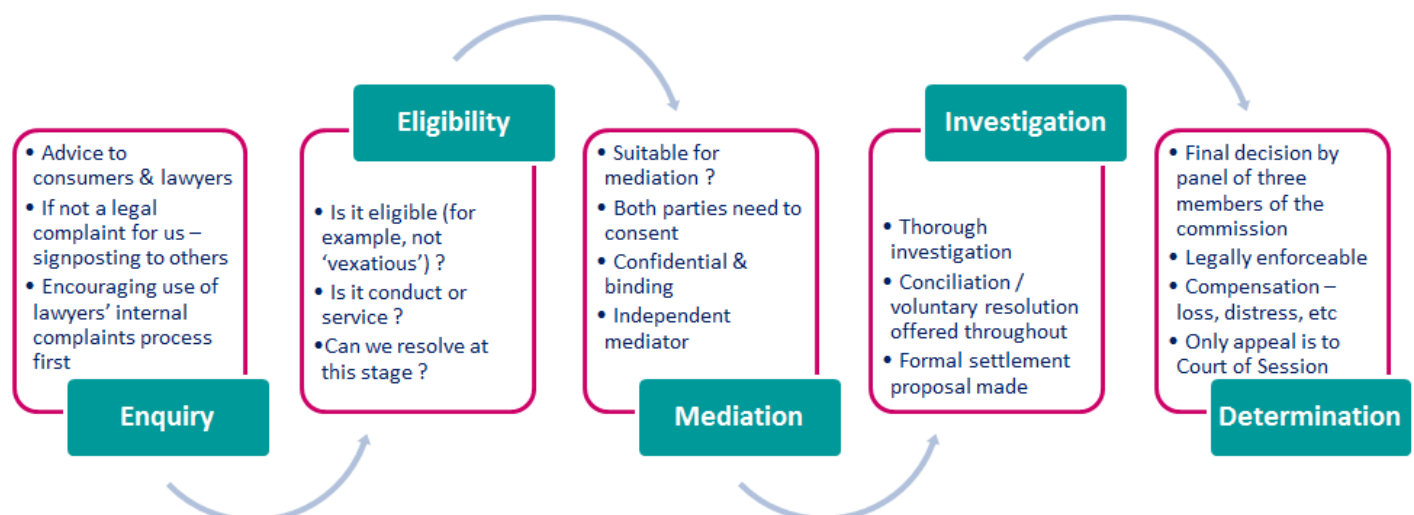 • Advice to
consumers & lawyers
• If not a legal
complaint for us –
signposting to others
• Encouraging use of
lawyers' internal
complaints process
first
Enquiry
Eligibility
• Is it eligible (for
example, not
'vexatious') ?
• Is it conduct or
service ?
•Can we resolve at
this stage ?
• Suitable for
mediation ?
• Both parties need to
consent
• Confidential &
binding
• Independent
mediator
Mediation
Investigation
• Thorough
investigation
• Conciliation /
voluntary resolution
offered throughout
• Formal settlement
proposal made
• Final decision by
panel of three
members of the
commission
• Legally enforceable
• Compensation –
loss, distress, etc
• Only appeal is to
Court of Session
Determination